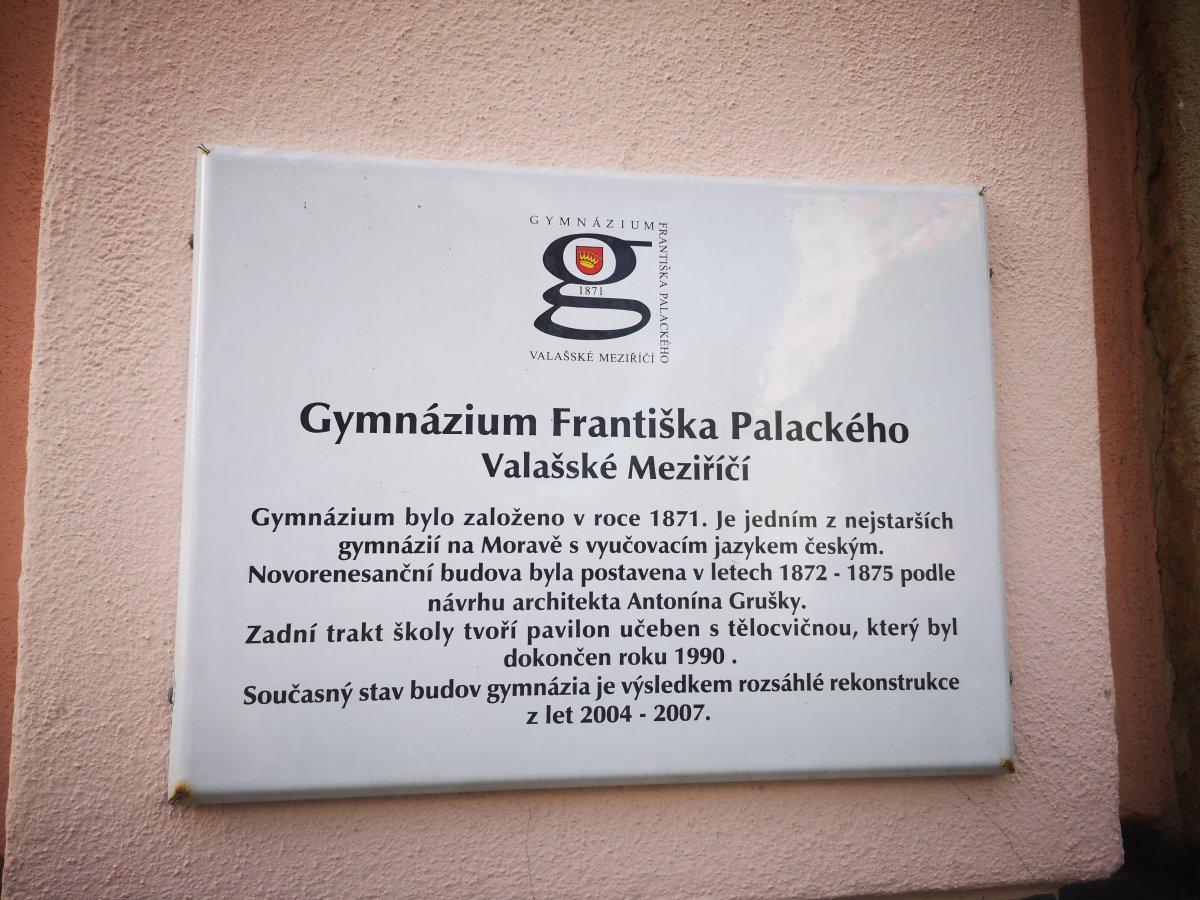 GYMNÁZIUM
FRANTIŠKA PALACKÉHO
1871
VALAŠSKÉ MEZIŘÍČÍ
Gymnázium Františka Palackého
Valašské Meziříčí
Gymnázium bylo založeno v roce 1871. Je jedním z nejstarších
gymnázií na Moravě s vyučovacím jazykem českým.
Novorenesanční budova byla postavena v letech 1872 - 1875 podle
návrhu architekta Antonína Grušky.
Zadní trakt školy tvoří pavilon učeben s tělocvičnou, který byl
dokončen roku 1990 .
Současný stav budov gymnázia je výsledkem rozsáhlé rekonstrukce
z let 2004 - 2007.